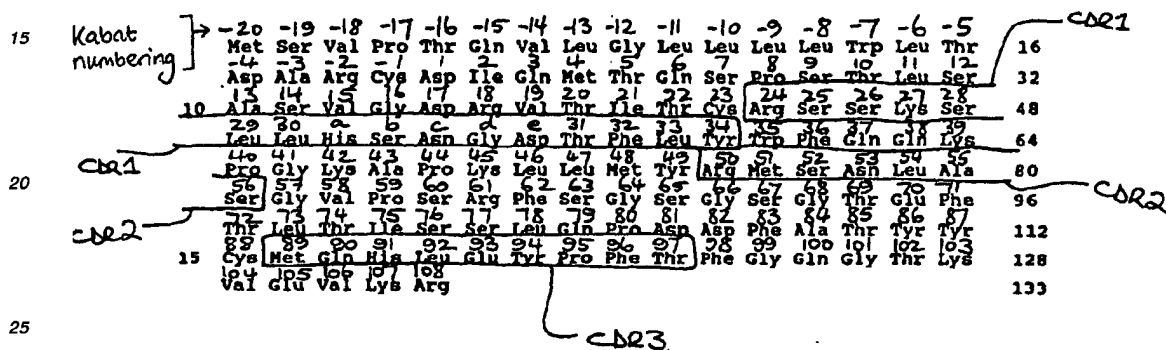 15 Kabat numbering → -20 -19 -18 -17 -16 -15 -14 -13 -12 -11 -10 -9 -8 -7 -6 -5 CDR1
Met Ser Val Pro Thr Gln Val Leu Gly Leu Leu Leu Leu Trp Leu Thr 16
-4 -3 -2 -1 1 2 3 4 5 6 7 8 9 10 11 12
Asp Ala Arg Cys Asp Ile Gln Met Thr Gln Ser Pro Ser Thr Leu Ser 32
13 14 15 16 17 18 19 20 21 22 23 24 25 26 27 28
10 Ala Ser Val Gly Asp Arg Val Thr Ile Thr Cys Arg Ser Ser Lys Ser 48
29 30 a b c d e 31 32 33 34 35 36 37 38 39
Leu Leu His Ser Asn Gly Asp Thr Phe Leu Tyr Trp Phe Gln Gln Lys 64
CDR1 40 41 42 43 44 45 46 47 48 49 50 51 52 53 54 55
Pro Gly Lys Ala Pro Lys Leu Leu Met Tyr Arg Met Ser Asn Leu Ala 80
20 56 57 58 59 60 61 62 63 64 65 66 67 68 69 70 71 CDR2
Ser Gly Val Pro Ser Arg Phe Ser Gly Ser Gly Ser Gly Thr Glu Phe 96
CDR2 72 73 74 75 76 77 78 79 80 81 82 83 84 85 86 87
Thr Leu Thr Ile Ser Ser Leu Gln Pro Asp Asp Phe Ala Thr Tyr Tyr 112
88 89 90 91 92 93 94 95 96 97 98 99 100 101 102 103
15 Cys Met Gln His Leu Glu Tyr Pro Phe Thr Phe Gly Gln Gly Thr Lys 128
104 105 106 107 108
Val Glu Val Lys Arg 133
25 CDR3